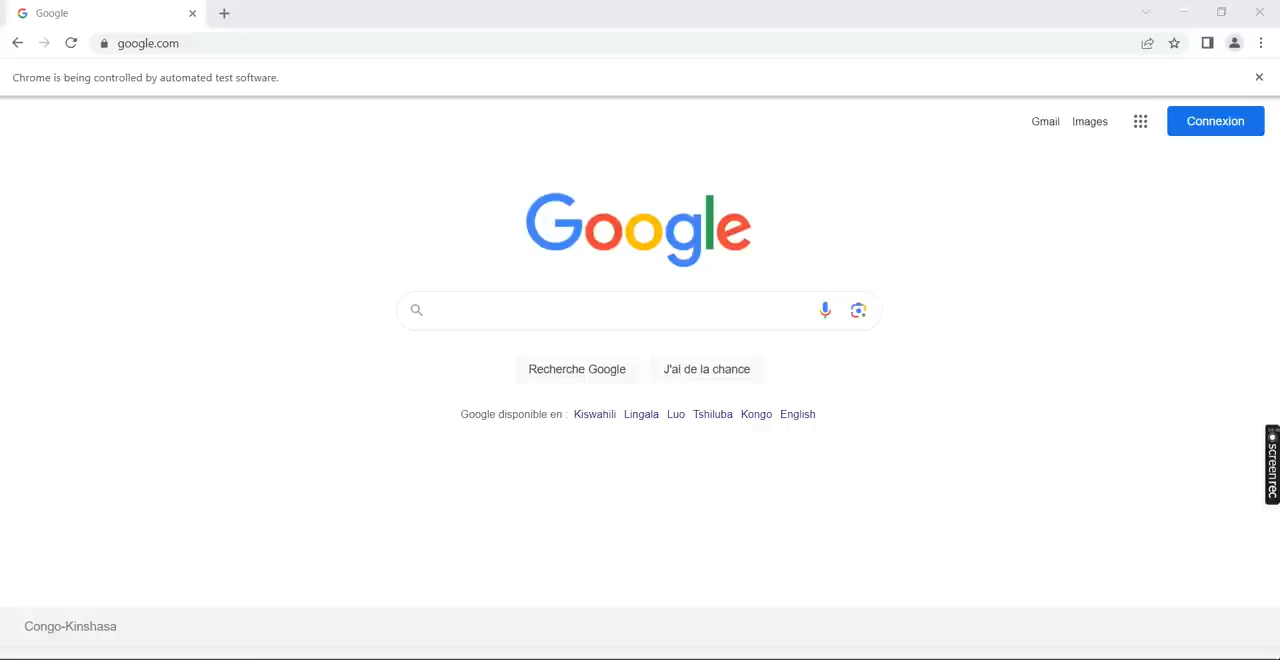 Google
google.com
Chrome is being controlled by automated test software.
Gmail Images Connexion
Google
Recherche Google J'ai de la chance
Google disponible en : Kiswahili Lingala Luo Tshiluba Kongo English
screenrec
Congo-Kinshasa